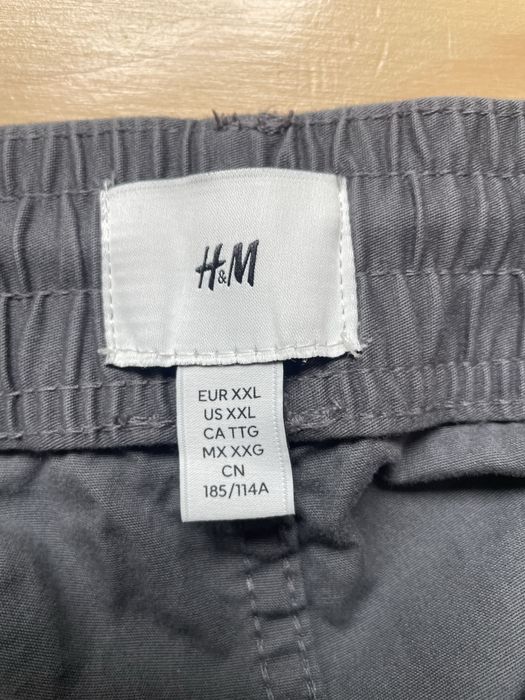 H&M
EUR XXL
US XXL
CA TTG
MX XXG
CN
185/114A